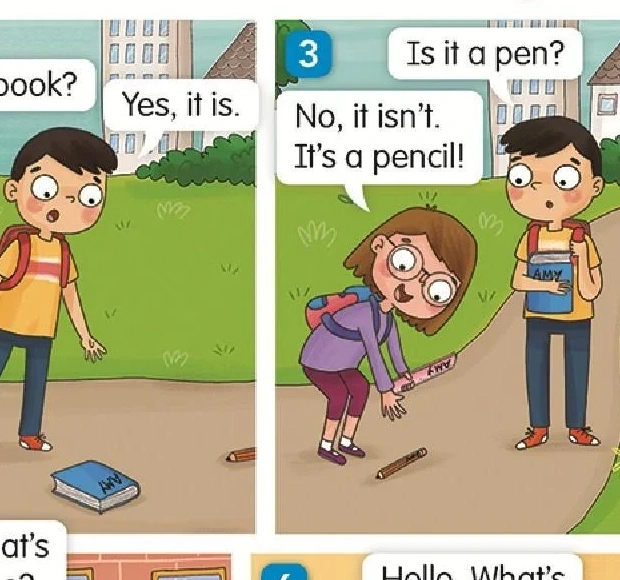 book?
Yes, it is.
AMY
3
Is it a pen?
No, it isn't.
It's a pencil!
AMY
AMY
at's
Hello. What's